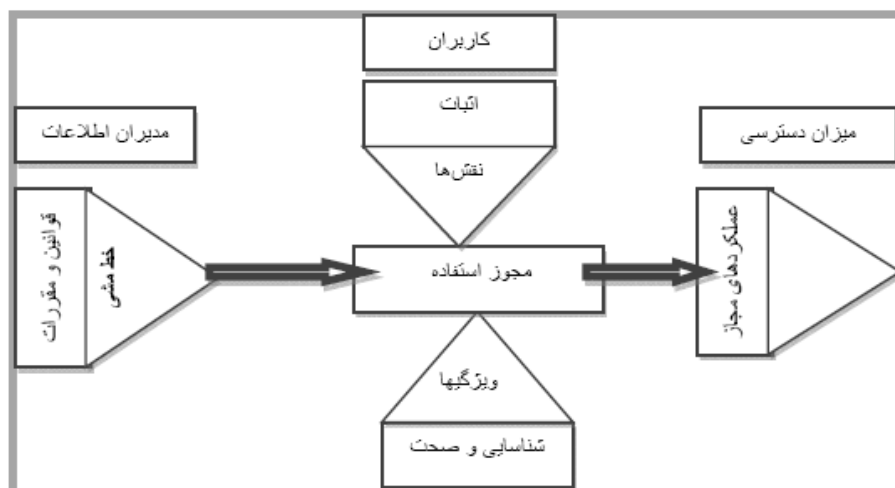 کاربران
اثبات
نقش‌ها
میزان دسترسی
مدیران اطلاعات
عملکردهای مجاز
مجوز استفاده
خط مشی
قوانین و مقررات
ویژگیها
شناسایی و صحت